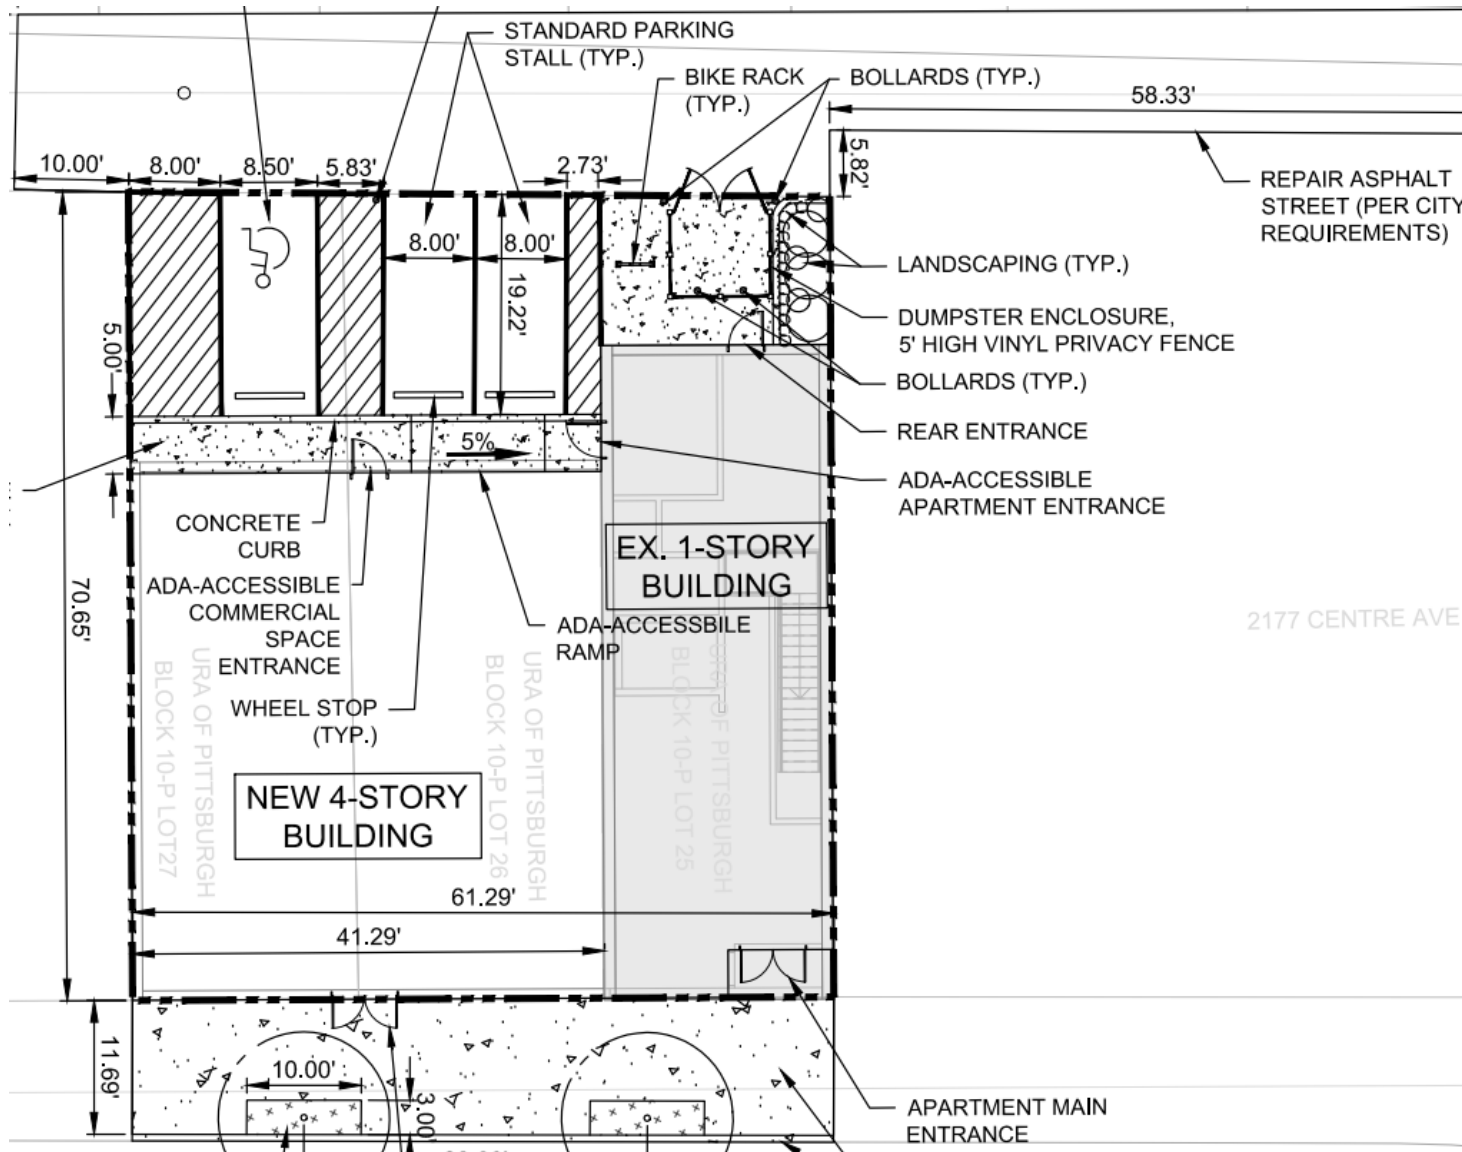 STANDARD PARKING
STALL (TYP.)
BIKE RACK
(TYP.)
BOLLARDS (TYP.)
58.33'
5.82'
10.00'
8.00'
8.50'
5.83'
2.73'
REPAIR ASPHALT
STREET (PER CITY
REQUIREMENTS)
8.00'
8.00'
19.22'
LANDSCAPING (TYP.)
DUMPSTER ENCLOSURE,
5' HIGH VINYL PRIVACY FENCE
5.00'
BOLLARDS (TYP.)
REAR ENTRANCE
5%
ADA-ACCESSIBLE
APARTMENT ENTRANCE
CONCRETE
CURB
EX. 1-STORY
BUILDING
ADA-ACCESSIBLE
COMMERCIAL
SPACE
ENTRANCE
70.65'
ADA-ACCESSBILE
RAMP
2177 CENTRE AVE
URA OF PITTSBURGH
BLOCK 10-P LOT27
URA OF PITTSBURGH
BLOCK 10-P LOT 26
URA OF PITTSBURGH
BLOCK 10-P LOT 25
WHEEL STOP
(TYP.)
NEW 4-STORY
BUILDING
61.29'
41.29'
11.69'
10.00'
3.00'
APARTMENT MAIN
ENTRANCE